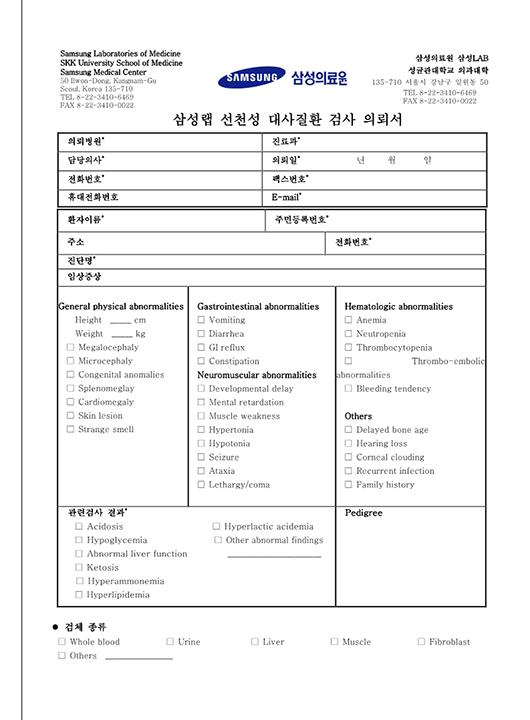 Samsung Laboratories of Medicine
SKK University School of Medicine
Samsung Medical Center
50 Ilwon-Dong, Kangnam-Gu
Seoul, Korea 135-710
TEL 8-22-3410-6469
FAX 8-22-3410-0022
SAMSUNG 삼성의료원
삼성의료원 삼성LAB
성균관대학교 의과대학
135-710 서울시 강남구 일원동 50
TEL 8-22-3410-6469
FAX 8-22-3410-0022
삼성랩 선천성 대사질환 검사 의뢰서
의뢰병원* 진료과*
담당의사* 의뢰일* 년 월 일
전화번호* 팩스번호*
휴대전화번호 E-mail*
환자이름* 주민등록번호*
주소 전화번호*
진단명*
임상증상
General physical abnormalities
Height _____ cm
Weight _____ kg
□ Megalocephaly
□ Microcephaly
□ Congenital anomalies
□ Splenomeglay
□ Cardiomegaly
□ Skin lesion
□ Strange smell
Gastrointestinal abnormalities
□ Vomiting
□ Diarrhea
□ GI reflux
□ Constipation
Neuromuscular abnormalities
□ Developmental delay
□ Mental retardation
□ Muscle weakness
□ Hypertonia
□ Hypotonia
□ Seizure
□ Ataxia
□ Lethargy/coma
Hematologic abnormalities
□ Anemia
□ Neutropenia
□ Thrombocytopenia
□ Thrombo-embolic
abnormalities
□ Bleeding tendency
Others
□ Delayed bone age
□ Hearing loss
□ Corneal clouding
□ Recurrent infection
□ Family history
관련검사 결과*
□ Acidosis
□ Hypoglycemia
□ Abnormal liver function
□ Ketosis
□ Hyperammonemia
□ Hyperlipidemia
□ Hyperlactic acidemia
□ Other abnormal findings
____________________
Pedigree
● 검체 종류
□ Whole blood □ Urine □ Liver □ Muscle □ Fibroblast
□ Others _______________